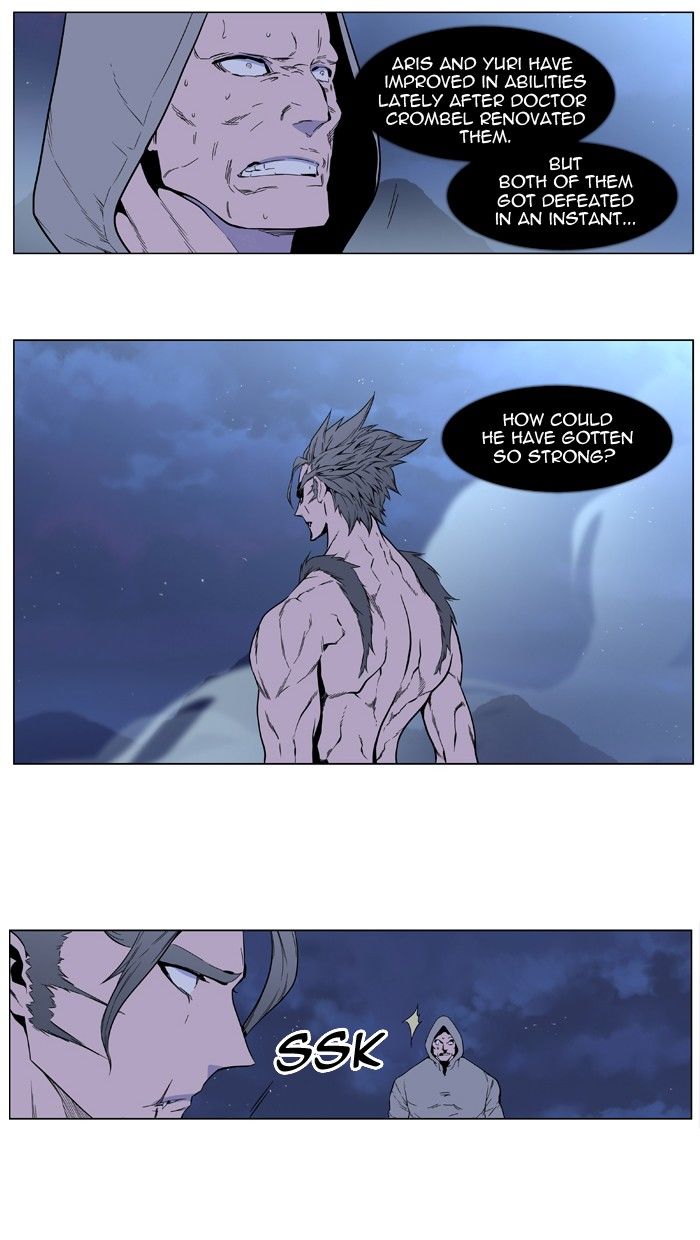 ARIS AND YURI HAVE
IMPROVED IN ABILITIES
LATELY AFTER DOCTOR
CROMBEL RENOVATED
THEM.
BUT
BOTH OF THEM
GOT DEFEATED
IN AN INSTANT...
HOW COULD
HE HAVE GOTTEN
SO STRONG?
SSK